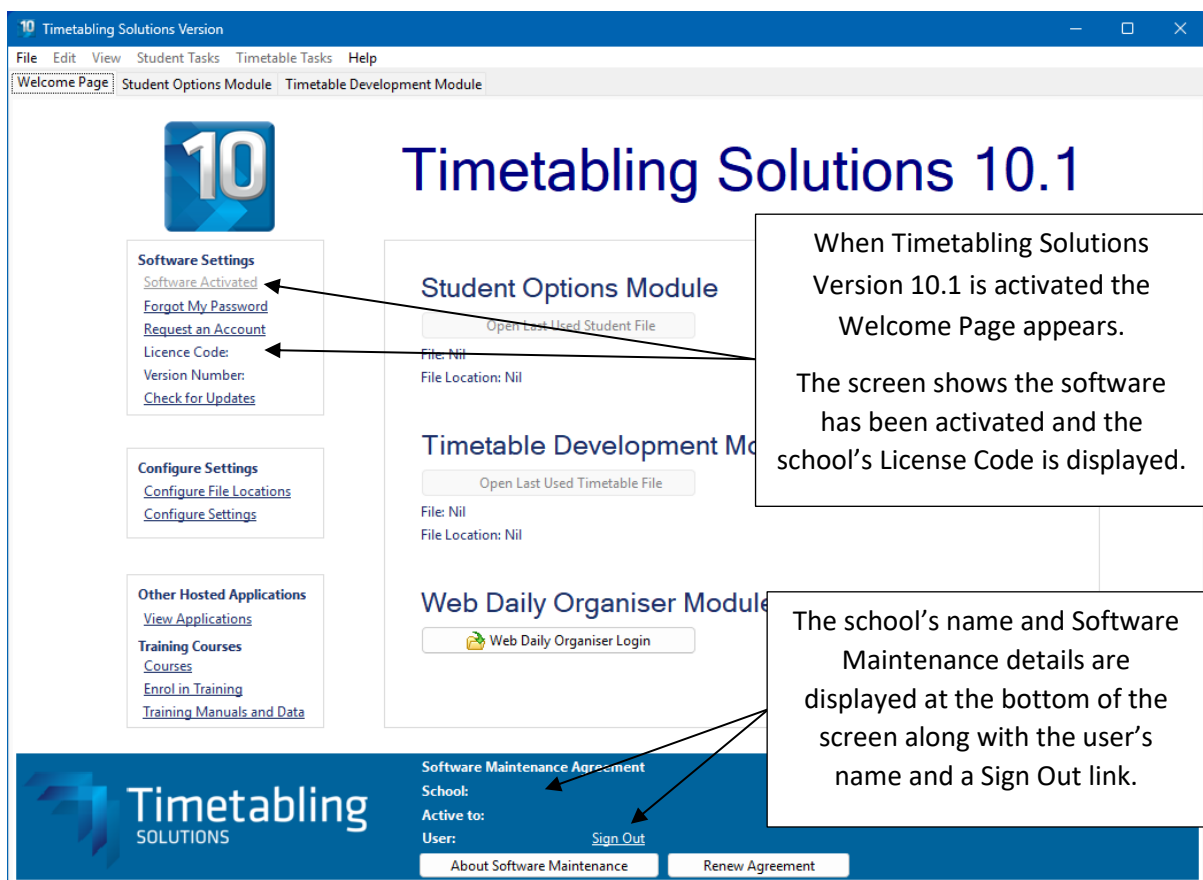 10 Timetabling Solutions Version
File Edit View Student Tasks Timetable Tasks Help
Welcome Page Student Options Module Timetable Development Module
10
Timetabling Solutions 10.1
Software Settings
Software Activated
Forgot My Password
Request an Account
Licence Code:
Version Number:
Check for Updates
Configure Settings
Configure File Locations
Configure Settings
Other Hosted Applications
View Applications
Training Courses
Courses
Enrol in Training
Training Manuals and Data
Student Options Module
Open Last Used Student File
File: Nil
File Location: Nil
Timetable Development Mo
Open Last Used Timetable File
File: Nil
File Location: Nil
Web Daily Organiser Module
Web Daily Organiser Login
When Timetabling Solutions
Version 10.1 is activated the
Welcome Page appears.
The screen shows the software
has been activated and the
school’s License Code is displayed.
The school’s name and Software
Maintenance details are
displayed at the bottom of the
screen along with the user’s
name and a Sign Out link.
Timetabling
SOLUTIONS
Software Maintenance Agreement
School:
Active to:
User: Sign Out
About Software Maintenance Renew Agreement